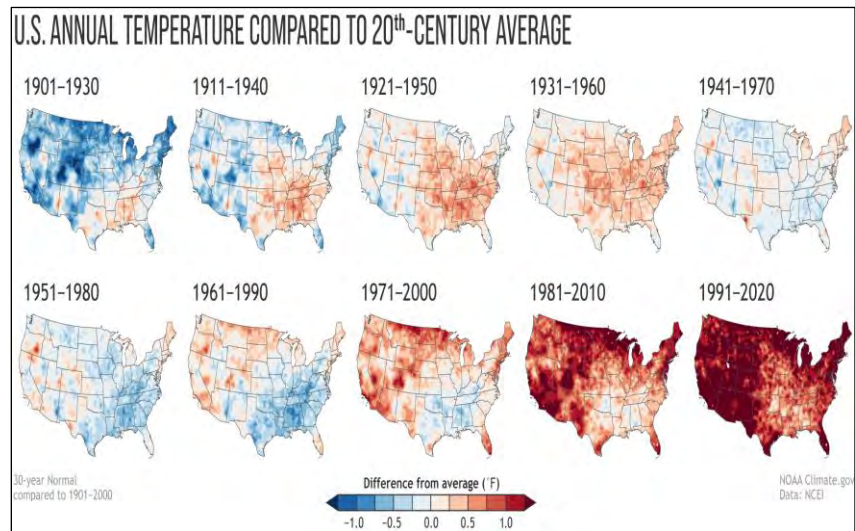 U.S. ANNUAL TEMPERATURE COMPARED TO 20th-CENTURY AVERAGE
1901–1930
1911–1940
1921–1950
1931–1960
1941–1970
1951–1980
1961–1990
1971–2000
1981–2010
1991–2020
30-year Normal
compared to 1901–2000
Difference from average (°F)
-1.0 -0.5 0.0 0.5 1.0
NOAA Climate.gov
Data: NCEI